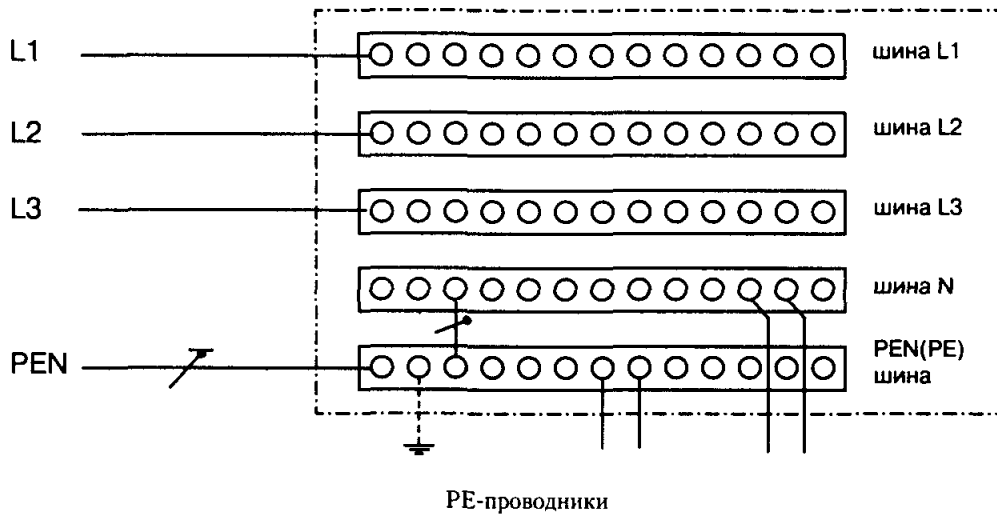 L1
шина L1
L2
шина L2
L3
шина L3
шина N
PEN
PEN(PE)
шина
PE-проводники